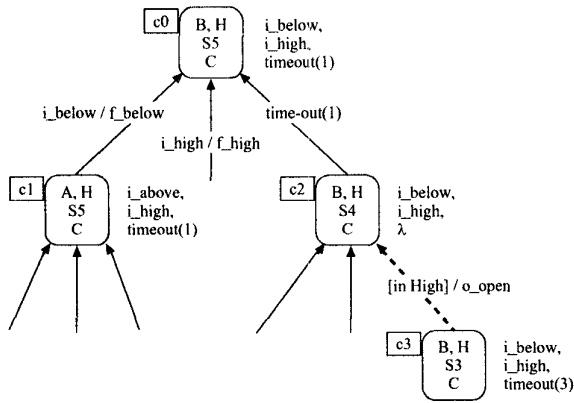 c0
B, H
S5
C
i_below,
i_high,
timeout(1)
i_below / f_below
i_high / f_high
time-out(1)
c1
A, H
S5
C
i_above,
i_high,
timeout(1)
c2
B, H
S4
C
i_below,
i_high,
λ
[in High] / o_open
c3
B, H
S3
C
i_below,
i_high,
timeout(3)